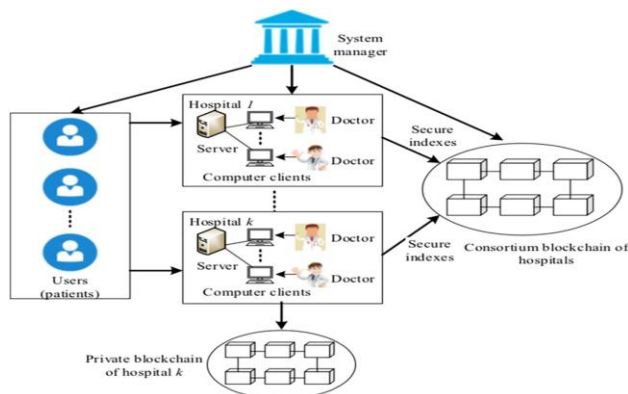 System
manager
Hospital 1
Doctor
Server
Doctor
Computer clients
Secure
indexes
Hospital k
Doctor
Server
Doctor
Computer clients
Secure
indexes
Consortium blockchain of
hospitals
Users
(patients)
Private blockchain
of hospital k